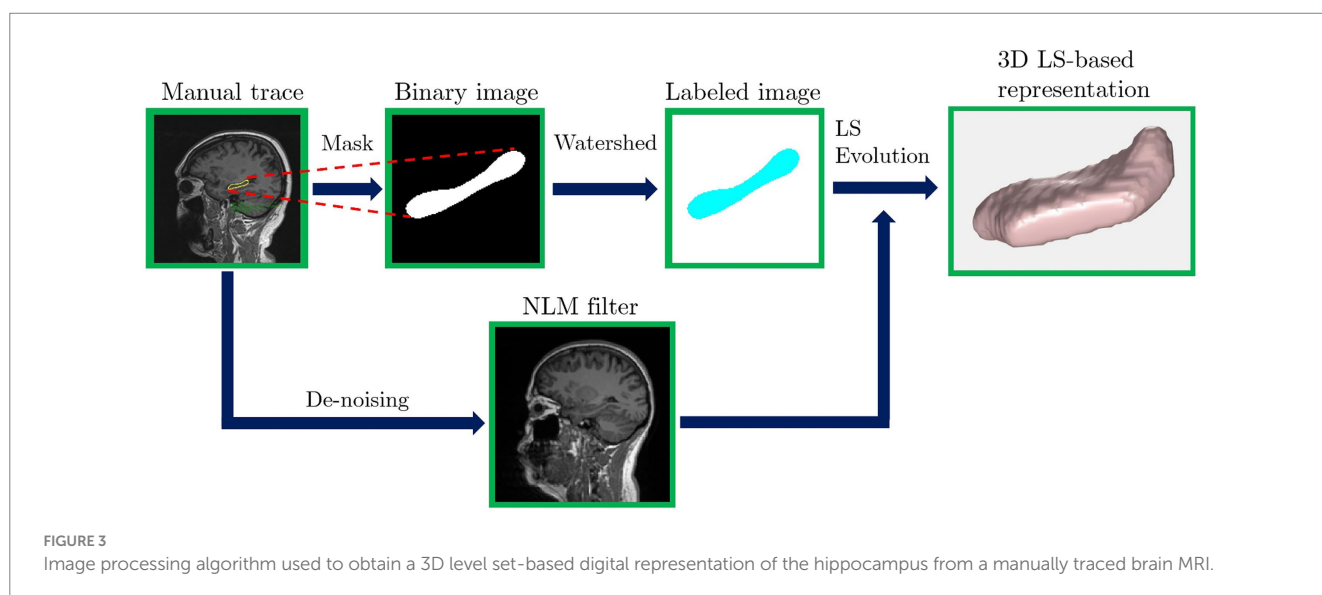 3D LS-based
representation
Manual trace
Binary image
Labeled image
Mask
Watershed
LS
Evolution
NLM filter
De-noising
FIGURE 3
Image processing algorithm used to obtain a 3D level set-based digital representation of the hippocampus from a manually traced brain MRI.